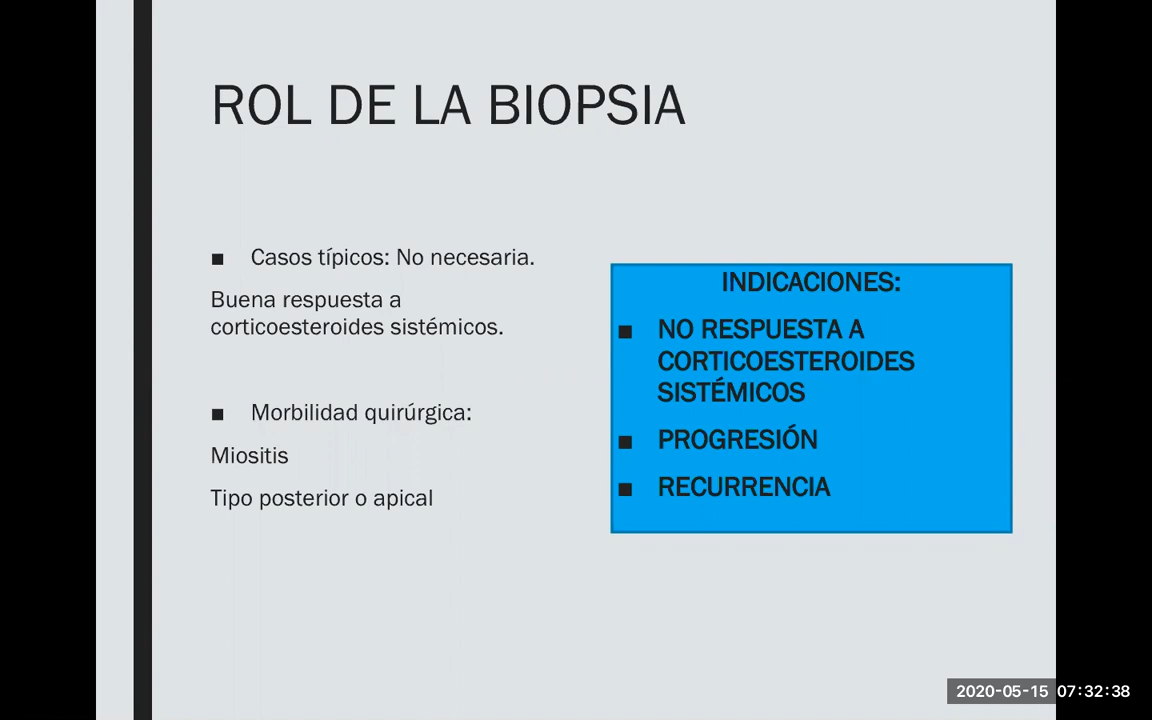 ROL DE LA BIOPSIA
■ Casos típicos: No necesaria.
Buena respuesta a
corticoesteroides sistémicos.
■ Morbilidad quirúrgica:
Miositis
Tipo posterior o apical
INDICACIONES:
■ NO RESPUESTA A
CORTICOESTEROIDES
SISTÉMICOS
■ PROGRESIÓN
■ RECURRENCIA
2020-05-15 07:32:38